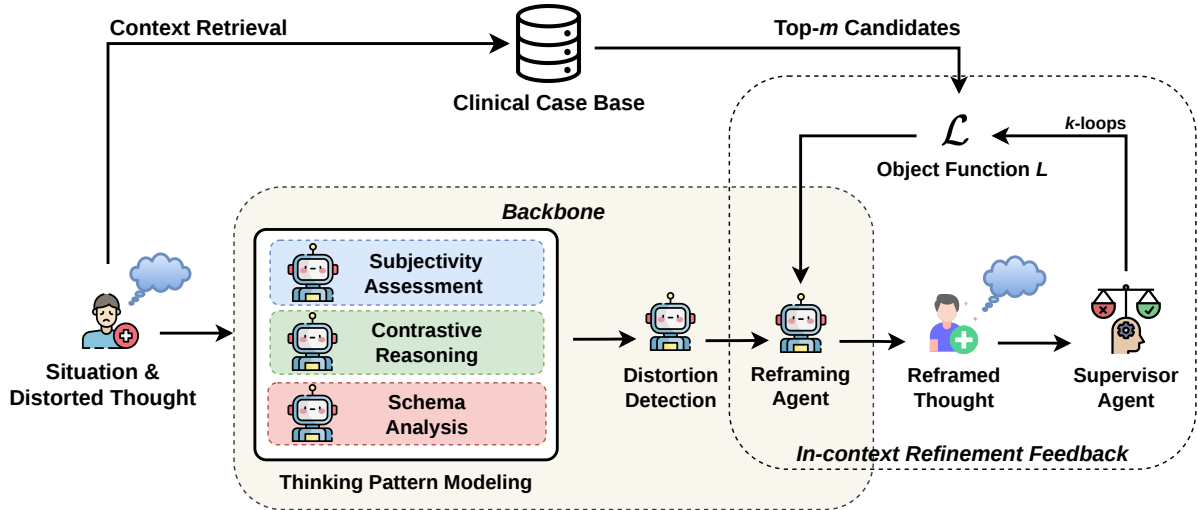 Context Retrieval
Top-m Candidates
Clinical Case Base
k-loops
ℒ
Object Function L
Backbone
Subjectivity
Assessment
Contrastive
Reasoning
Schema
Analysis
Situation &
Distorted Thought
Distortion
Detection
Reframing
Agent
Reframed
Thought
Supervisor
Agent
In-context Refinement Feedback
Thinking Pattern Modeling